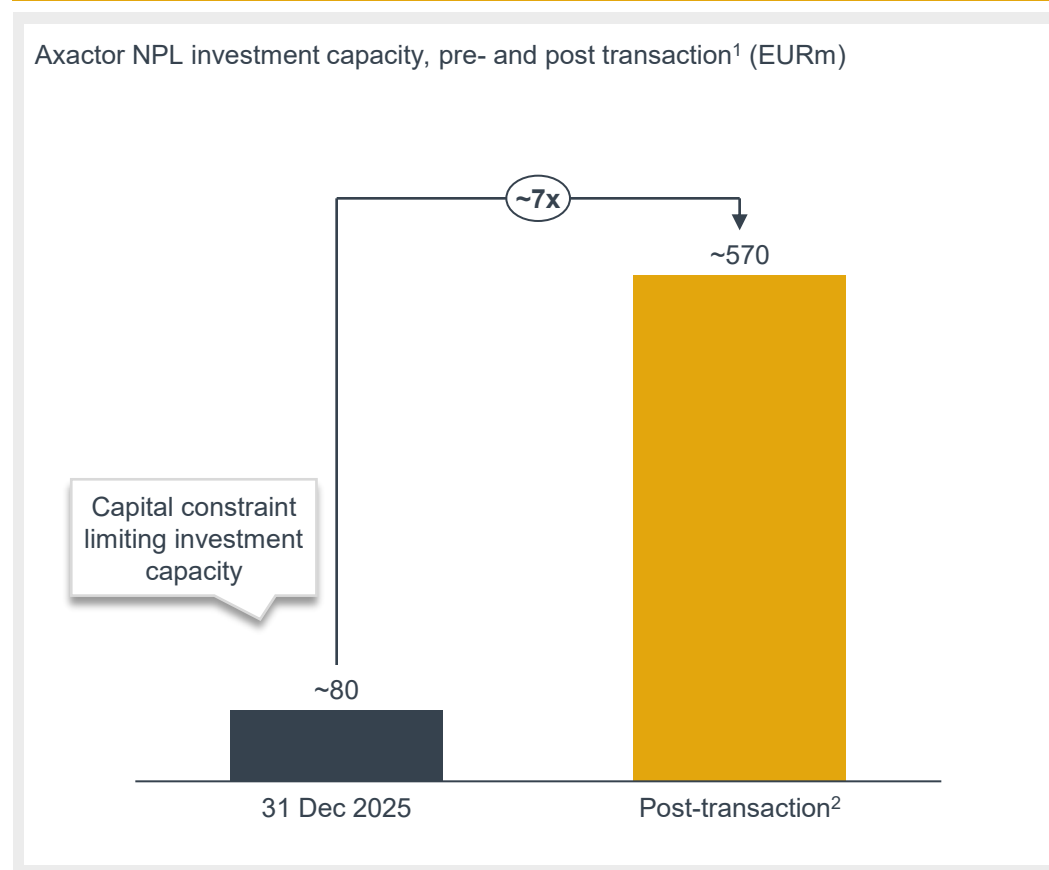 Axactor NPL investment capacity, pre- and post transaction¹ (EURm)
~7x
~570
Capital constraint
limiting investment
capacity
~80
31 Dec 2025
Post-transaction²